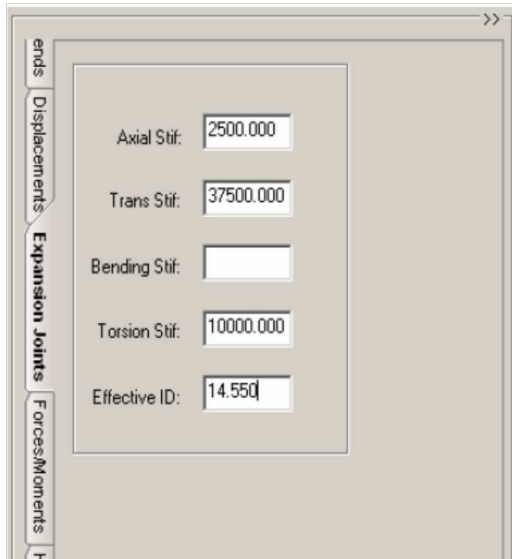 >>
ends
Displacements
Expansion Joints
Forces/Moments
Axial Stif: 2500.000
Trans Stif: 37500.000
Bending Stif:
Torsion Stif: 10000.000
Effective ID: 14.550